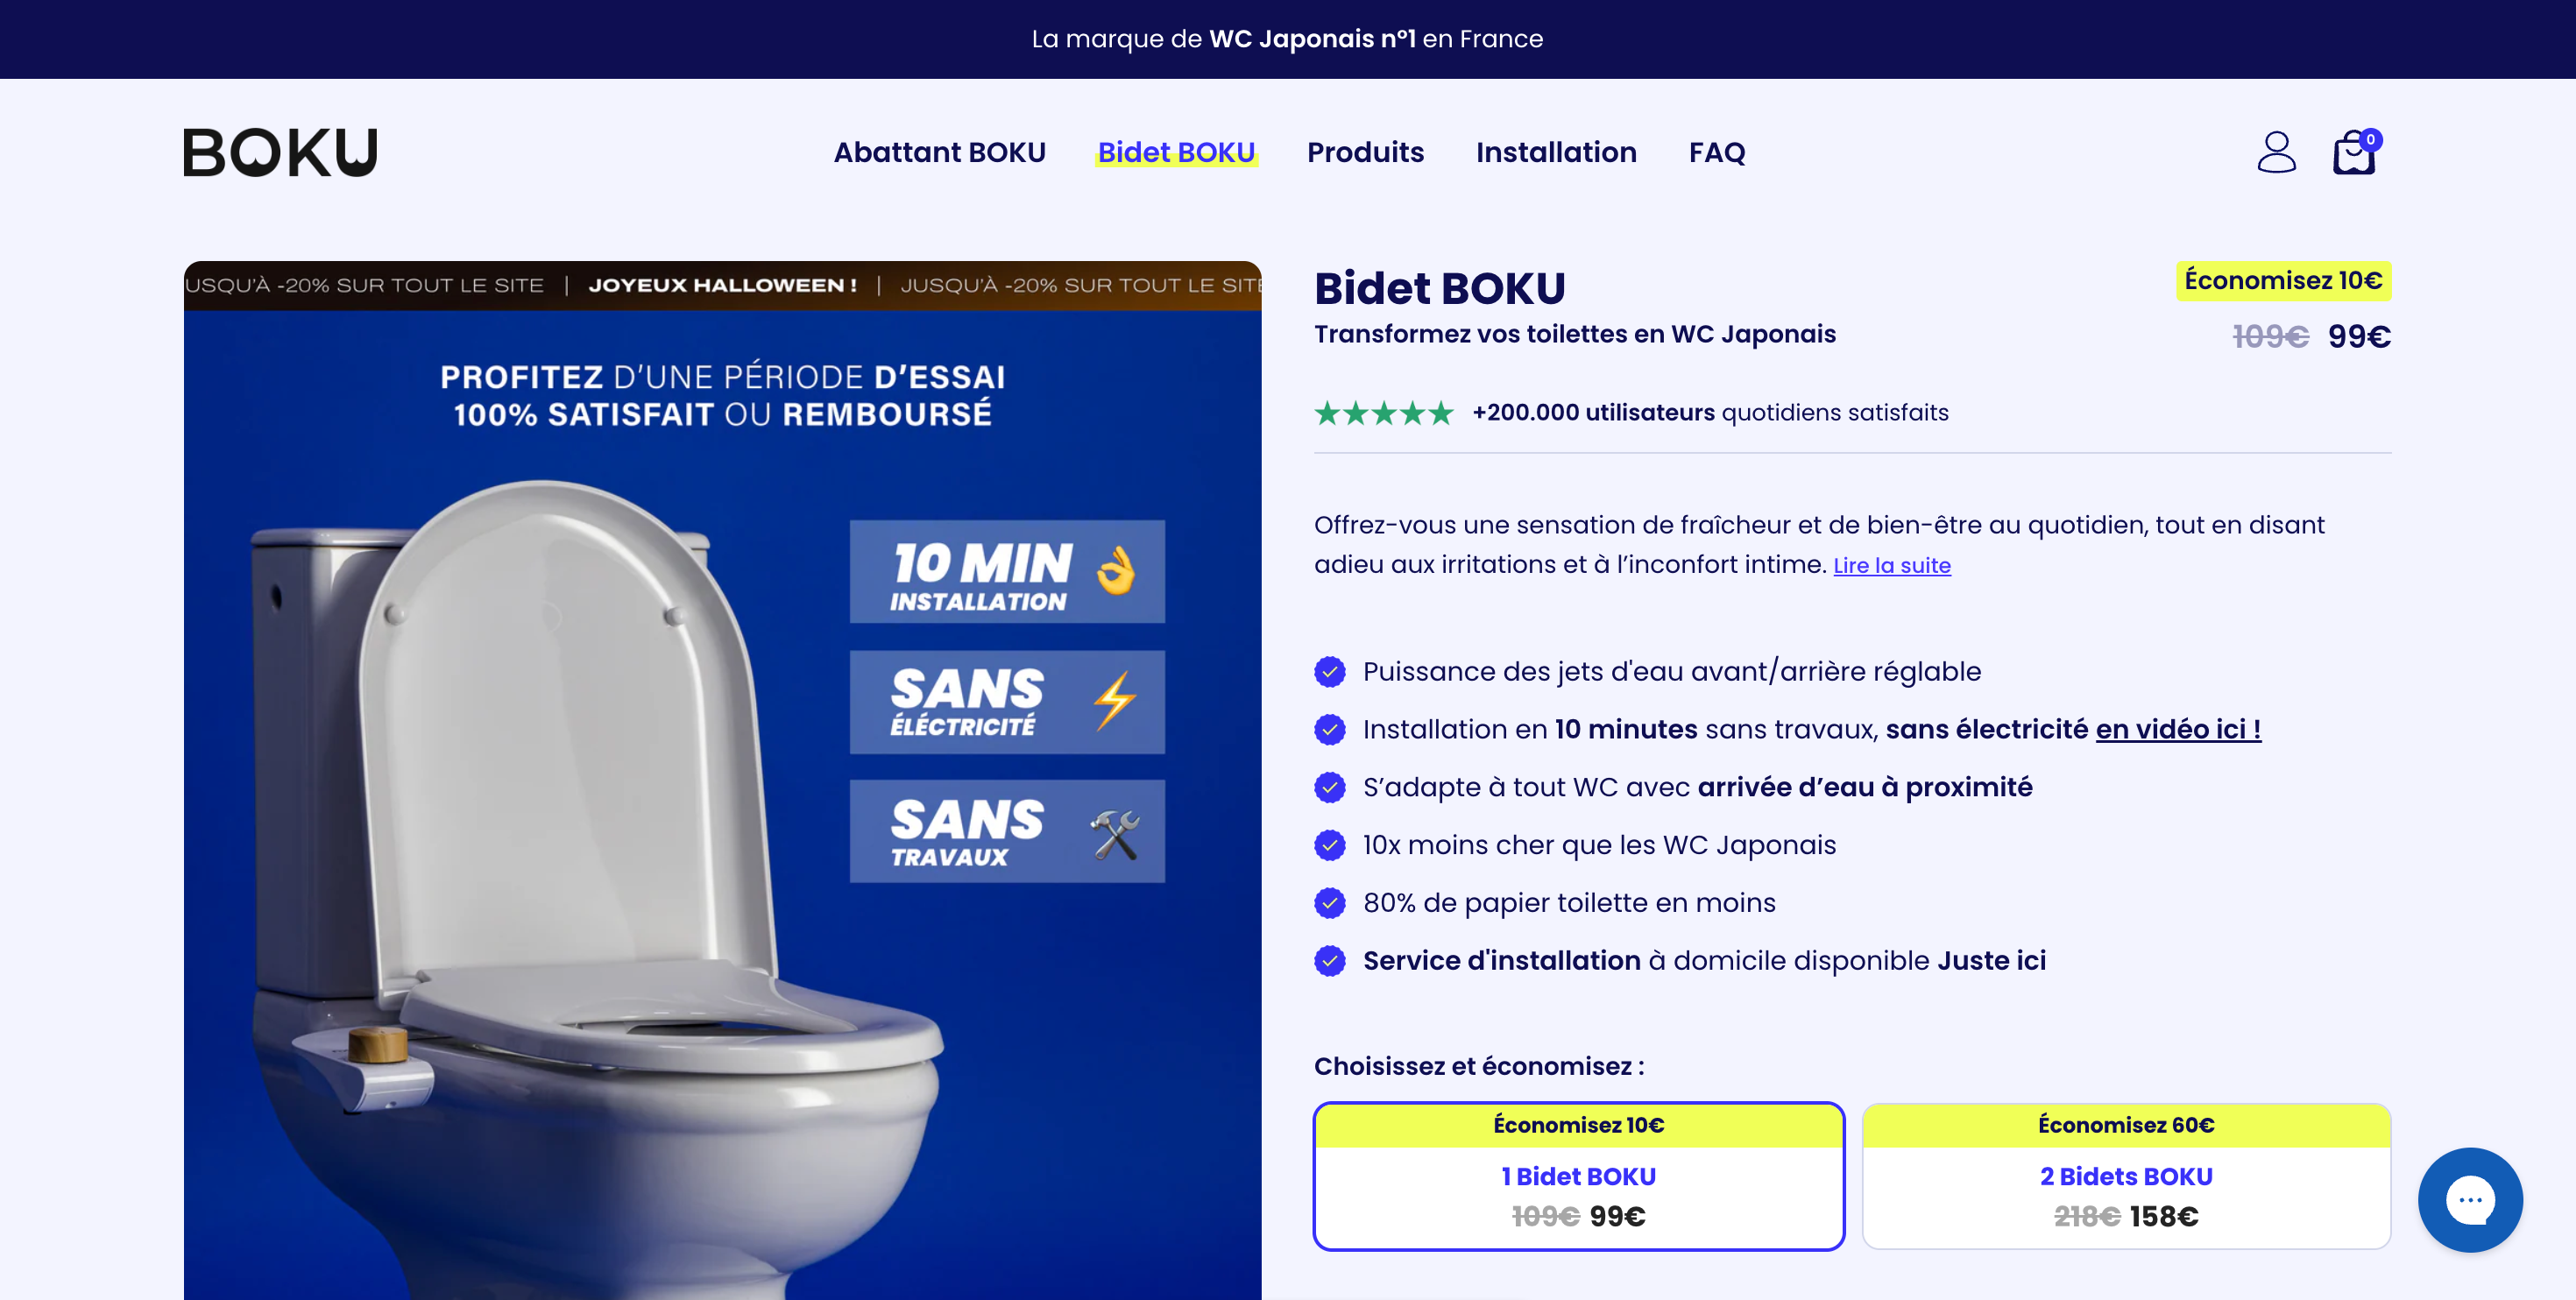 La marque de WC Japonais n°1 en France
BOKU
Abattant BOKU
Bidet BOKU
Produits
Installation
FAQ
0
USQU'À -20% SUR TOUT LE SITE | JOYEUX HALLOWEEN ! | JUSQU'À -20% SUR TOUT LE SITE
PROFITEZ D'UNE PÉRIODE D'ESSAI
100% SATISFAIT OU REMBOURSÉ
10 MIN
INSTALLATION
SANS
ÉLÉCTRICITÉ
SANS
TRAVAUX
Bidet BOKU
Économisez 10€
Transformez vos toilettes en WC Japonais
109€ 99€
+200.000 utilisateurs quotidiens satisfaits
Offrez-vous une sensation de fraîcheur et de bien-être au quotidien, tout en disant
adieu aux irritations et à l’inconfort intime. Lire la suite
Puissance des jets d'eau avant/arrière réglable
Installation en 10 minutes sans travaux, sans électricité en vidéo ici !
S’adapte à tout WC avec arrivée d’eau à proximité
10x moins cher que les WC Japonais
80% de papier toilette en moins
Service d'installation à domicile disponible Juste ici
Choisissez et économisez :
Économisez 10€
1 Bidet BOKU
109€ 99€
Économisez 60€
2 Bidets BOKU
218€ 158€